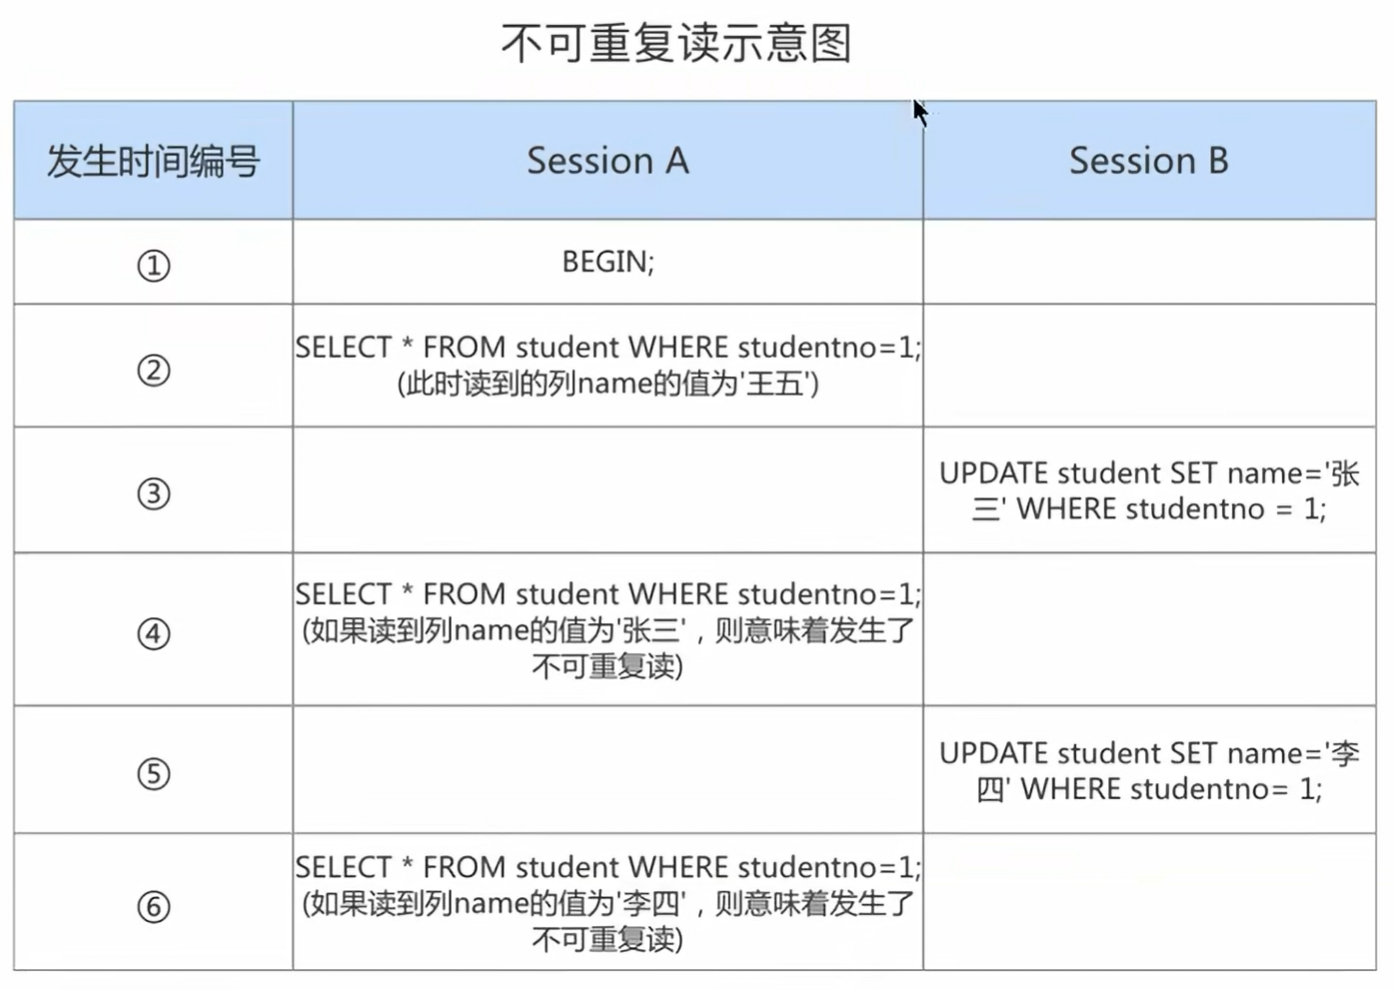 不可重复读示意图
发生时间编号
Session A
Session B
①
BEGIN;
②
SELECT * FROM student WHERE studentno=1;
(此时读到的列name的值为'王五')
③
UPDATE student SET name='张
三' WHERE studentno = 1;
④
SELECT * FROM student WHERE studentno=1;
(如果读到列name的值为'张三'，则意味着发生了
不可重复读)
⑤
UPDATE student SET name='李
四' WHERE studentno= 1;
⑥
SELECT * FROM student WHERE studentno=1;
(如果读到列name的值为'李四'，则意味着发生了
不可重复读)